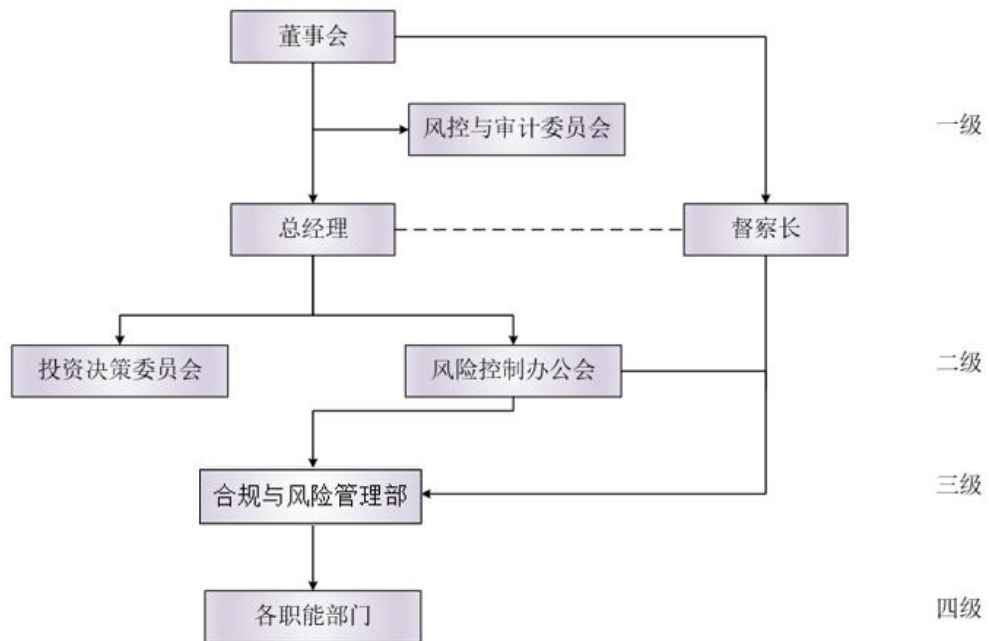 董事会
风控与审计委员会
一级
总经理
督察长
投资决策委员会
风险控制办公会
二级
合规与风险管理部
三级
各职能部门
四级